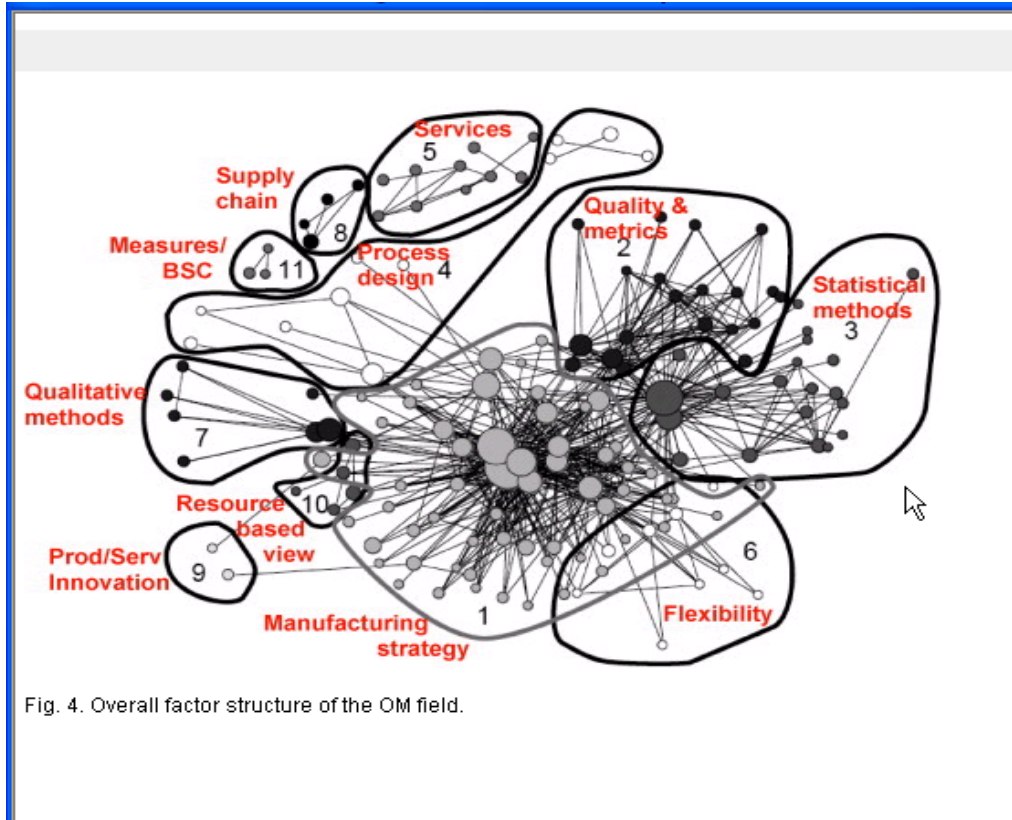 Services
5
Supply
chain
8
Measures/
BSC
11
Process
design
4
Quality &
metrics
2
Statistical
methods
3
Qualitative
methods
7
10
Resource
based
view
Prod/Serv
Innovation
9
6
Flexibility
1
Manufacturing
strategy
Fig. 4. Overall factor structure of the OM field.